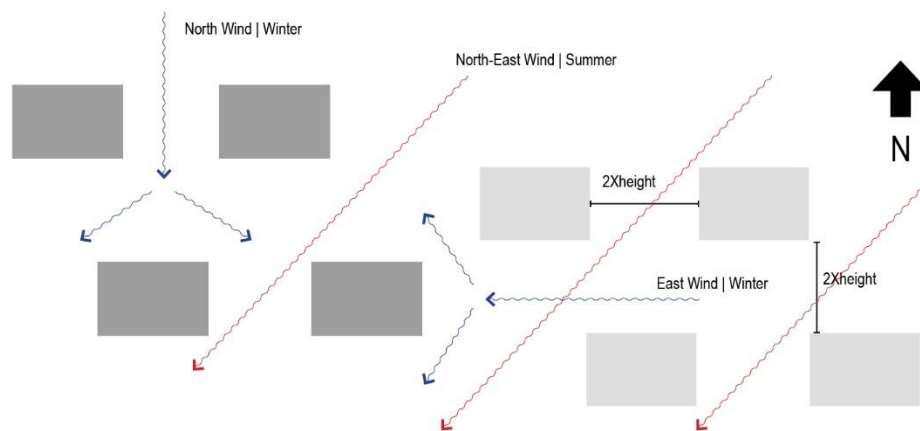 North Wind | Winter
North-East Wind | Summer
N
2Xheight
East Wind | Winter
2Xheight